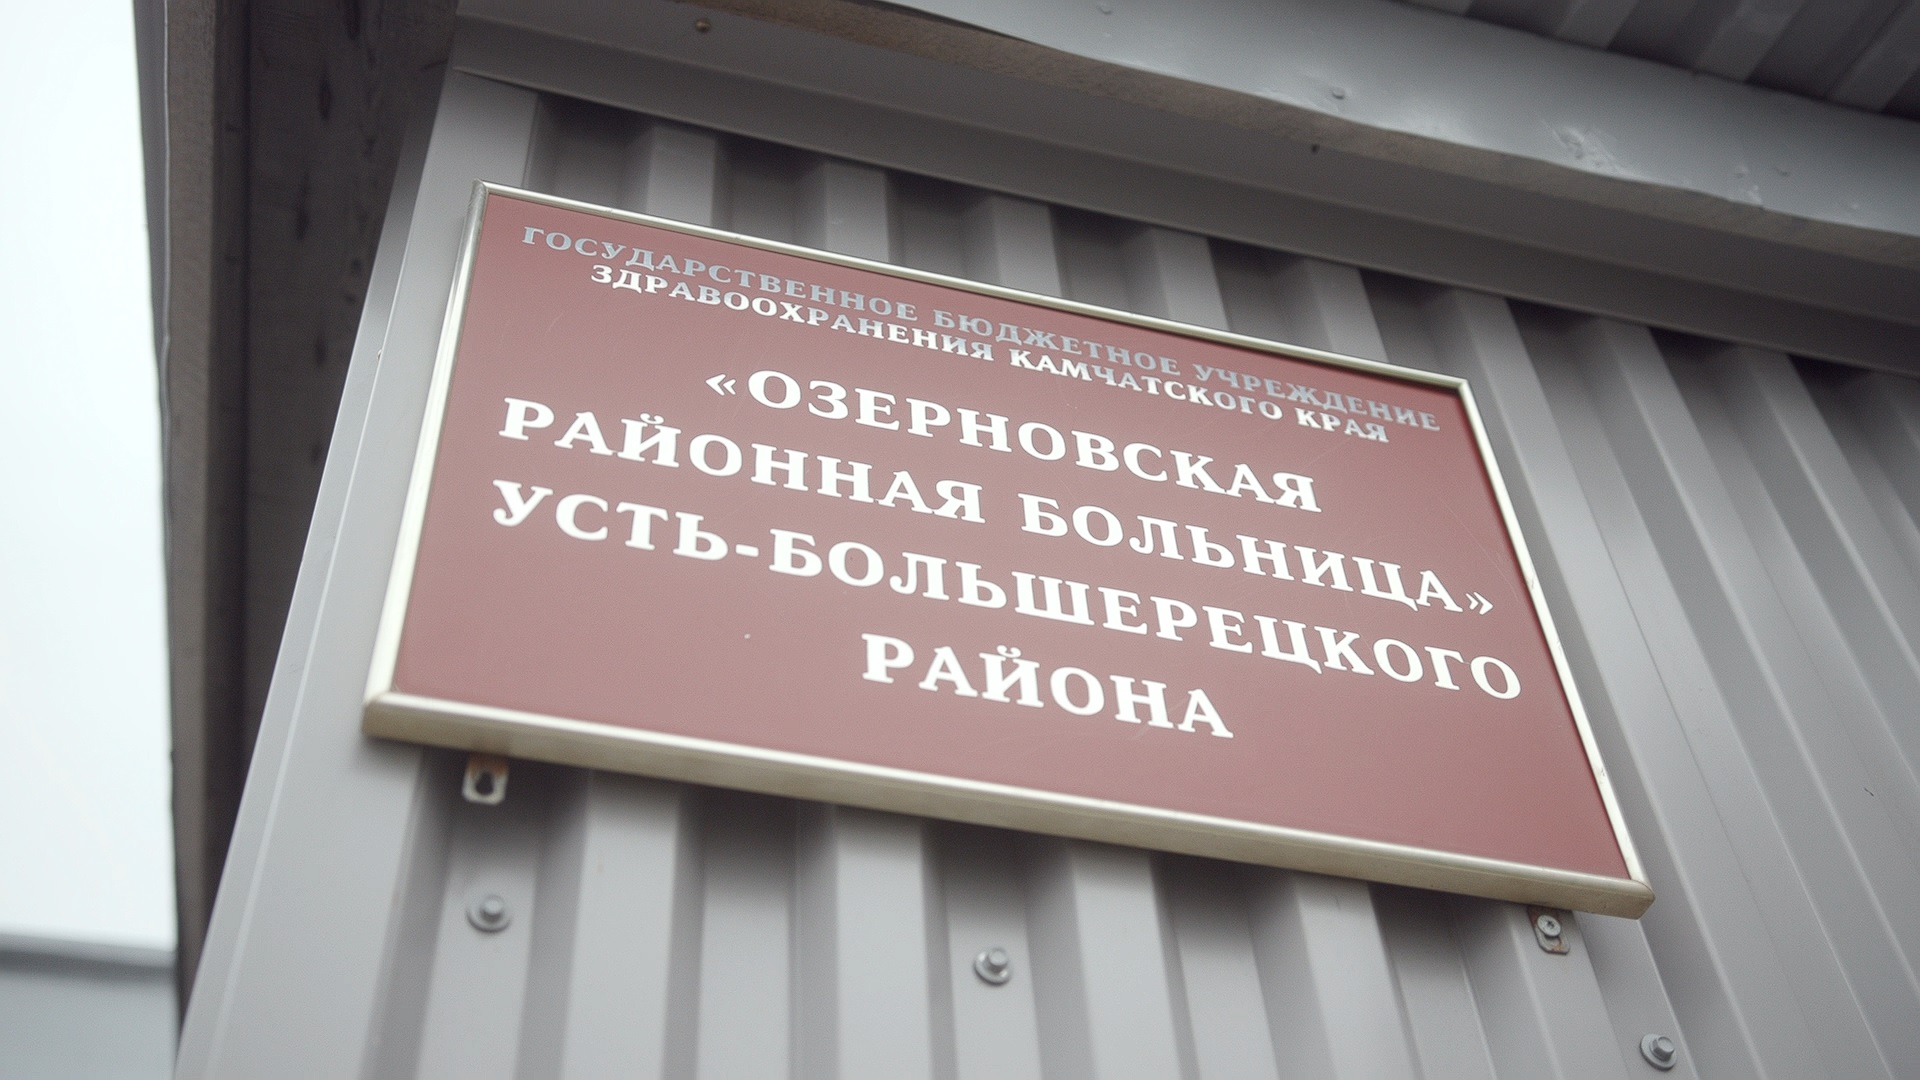 ГОСУДАРСТВЕННОЕ БЮДЖЕТНОЕ УЧРЕЖДЕНИЕ
ЗДРАВООХРАНЕНИЯ КАМЧАТСКОГО КРАЯ
«ОЗЕРНОВСКАЯ
РАЙОННАЯ БОЛЬНИЦА»
УСТЬ-БОЛЬШЕРЕЦКОГО
РАЙОНА